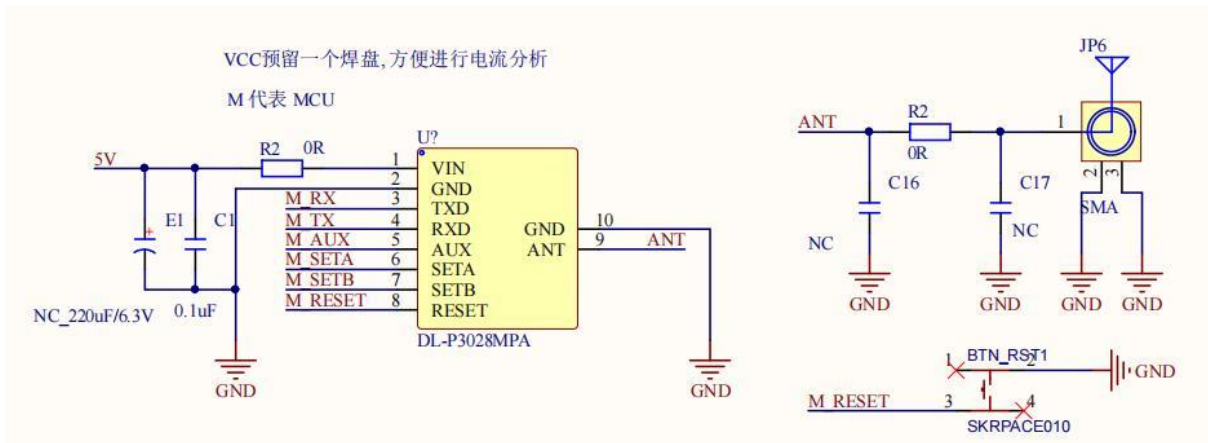 VCC预留一个焊盘,方便进行电流分析
M 代表 MCU
5V
R2
0R
E1
+
C1
NC_220uF/6.3V
0.1uF
GND
U?
1
VIN
2
GND
M_RX
3
TXD
M_TX
4
RXD
M_AUX
5
AUX
M_SETA
6
SETA
M_SETB
7
SETB
M_RESET
8
RESET
GND
10
ANT
9
ANT
DL-P3028MPA
GND
JP6
ANT
R2
0R
1
C16
C17
2
3
SMA
NC
NC
GND
GND
GND
GND
BTN_RST1
1
2
GND
M_RESET
3
4
SKRPACE010